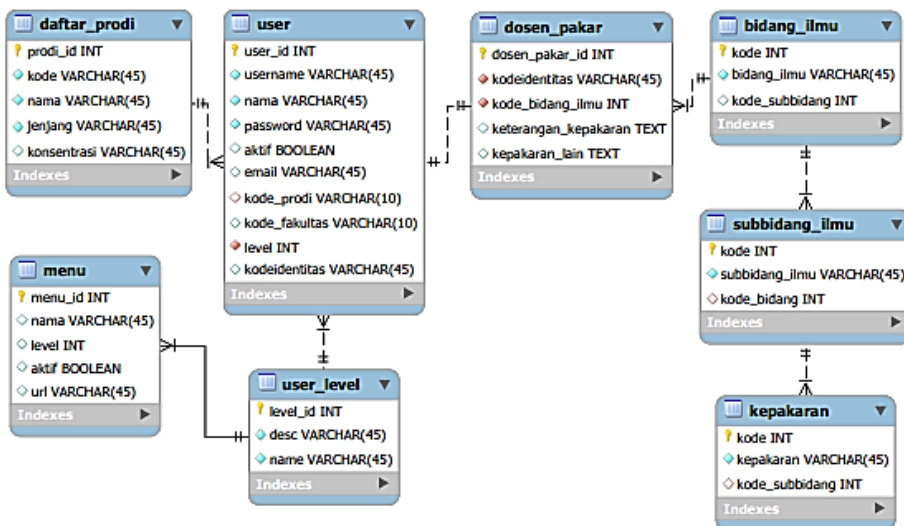 daftar_prodi
prodi_id INT
kode VARCHAR(45)
nama VARCHAR(45)
jenjang VARCHAR(45)
konsentrasi VARCHAR(45)
Indexes
user
user_id INT
username VARCHAR(45)
nama VARCHAR(45)
password VARCHAR(45)
aktif BOOLEAN
email VARCHAR(45)
kode_prodi VARCHAR(10)
kode_fakultas VARCHAR(10)
level INT
kodeidentitas VARCHAR(45)
Indexes
dosen_pakar
dosen_pakar_id INT
kodeidentitas VARCHAR(45)
kode_bidang_ilmu INT
keterangan_kepakaran TEXT
kepakaran_lain TEXT
Indexes
bidang_ilmu
kode INT
bidang_ilmu VARCHAR(45)
kode_subbidang INT
Indexes
subbidang_ilmu
kode INT
subbidang_ilmu VARCHAR(45)
kode_bidang INT
Indexes
menu
menu_id INT
nama VARCHAR(45)
level INT
aktif BOOLEAN
url VARCHAR(45)
Indexes
user_level
level_id INT
desc VARCHAR(45)
name VARCHAR(45)
Indexes
kepakaran
kode INT
kepakaran VARCHAR(45)
kode_subbidang INT
Indexes